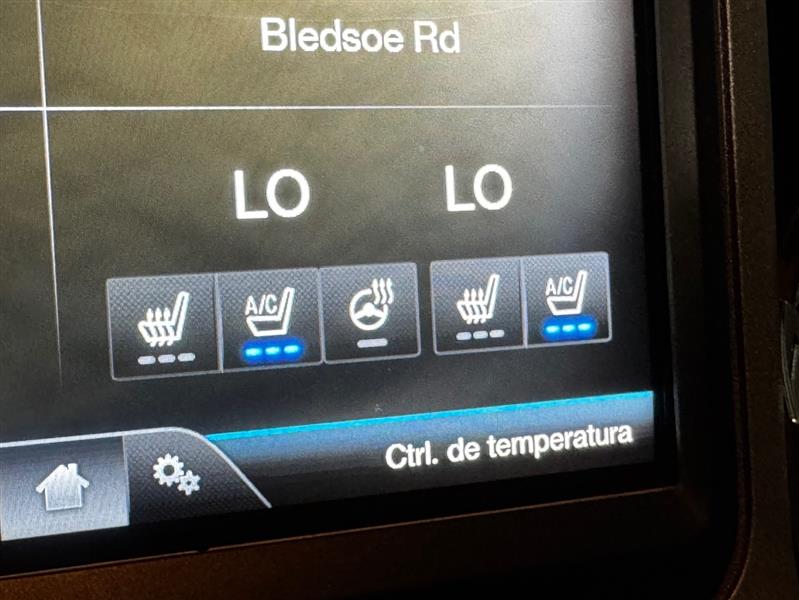 Bledsoe Rd
LO LO
A/C A/C
Ctrl. de temperatura